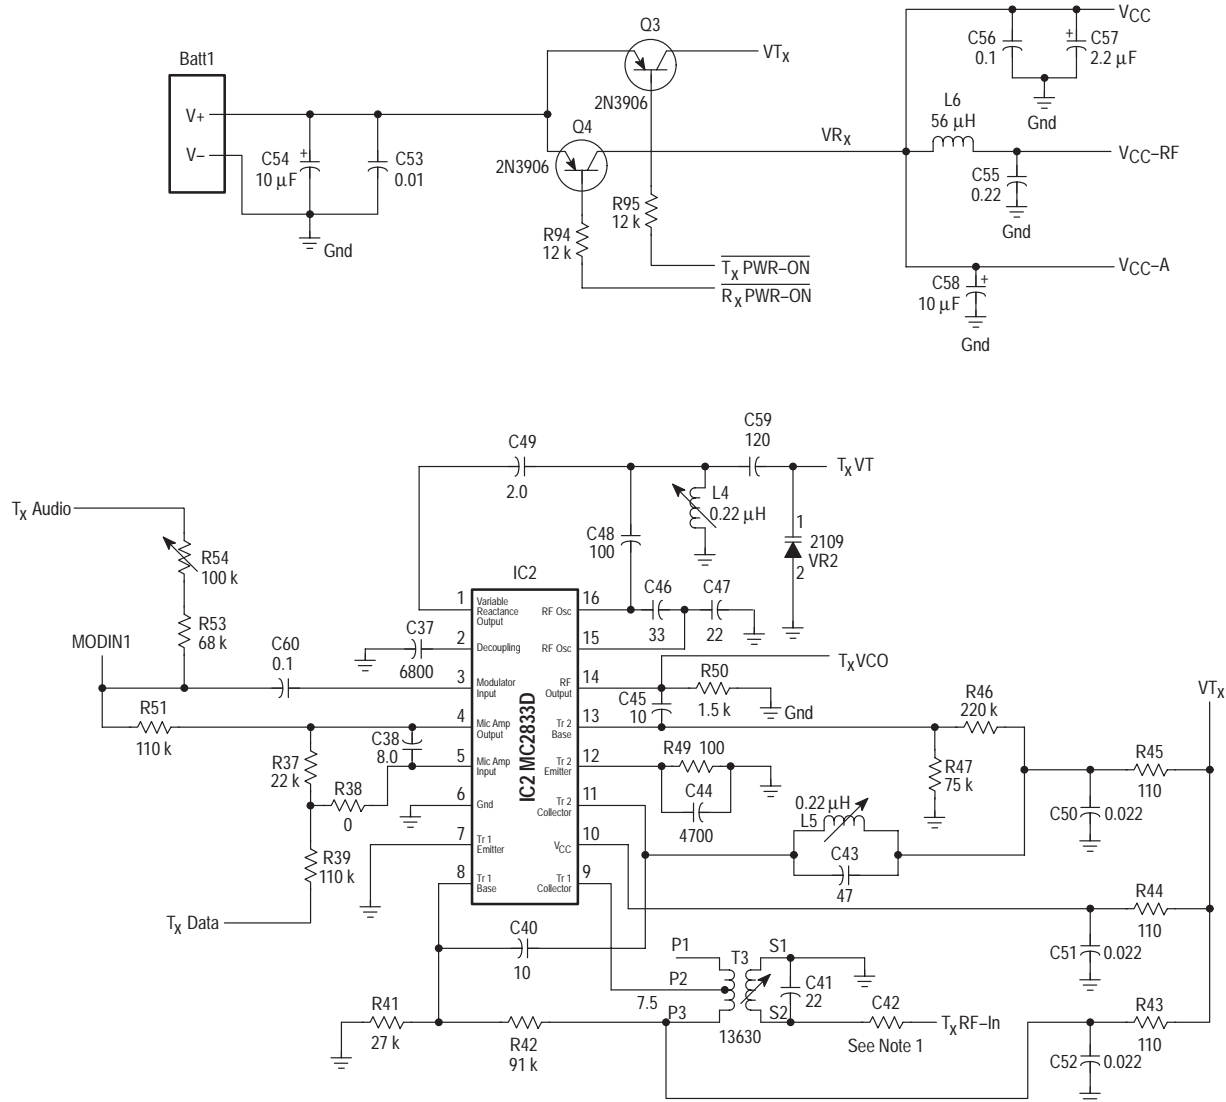 Batt1
V+
V–
C54
+
10 µF
C53
0.01
Gnd
Q3
2N3906
VTx
Q4
2N3906
R95
12 k
R94
12 k
Tx PWR–ON
Rx PWR–ON
VRx
C56
0.1
+
C57
2.2 µF
VCC
Gnd
L6
56 µH
VCC–RF
C55
0.22
Gnd
VCC–A
C58
+
10 µF
Gnd
C49
2.0
C59
120
Tx VT
L4
0.22 µH
C48
100
1
2109
VR2
2
Tx Audio
R54
100 k
R53
68 k
MODIN1
C60
0.1
R51
110 k
C37
6800
C38
8.0
R37
22 k
R38
0
R39
110 k
Tx Data
IC2
IC2 MC2833D
1
Variable
Reactance
Output
2
Decoupling
3
Modulator
Input
4
Mic Amp
Output
5
Mic Amp
Input
6
Gnd
7
Tr 1
Emitter
8
Tr 1
Base
16
RF Osc
15
RF Osc
14
RF
Output
13
Tr 2
Base
12
Tr 2
Emitter
11
Tr 2
Collector
10
VCC
9
Tr 1
Collector
C46
33
C47
22
TxVCO
R50
1.5 k
Gnd
C45
10
R49 100
C44
4700
R46
220 k
R47
75 k
VTx
R45
110
C50
0.022
0.22 µH
L5
C43
47
R44
110
C51
0.022
C40
10
R41
27 k
R42
91 k
P1
P2
7.5
P3
T3
13630
S1
S2
C41
22
C42
See Note 1
Tx RF–In
R43
110
C52
0.022